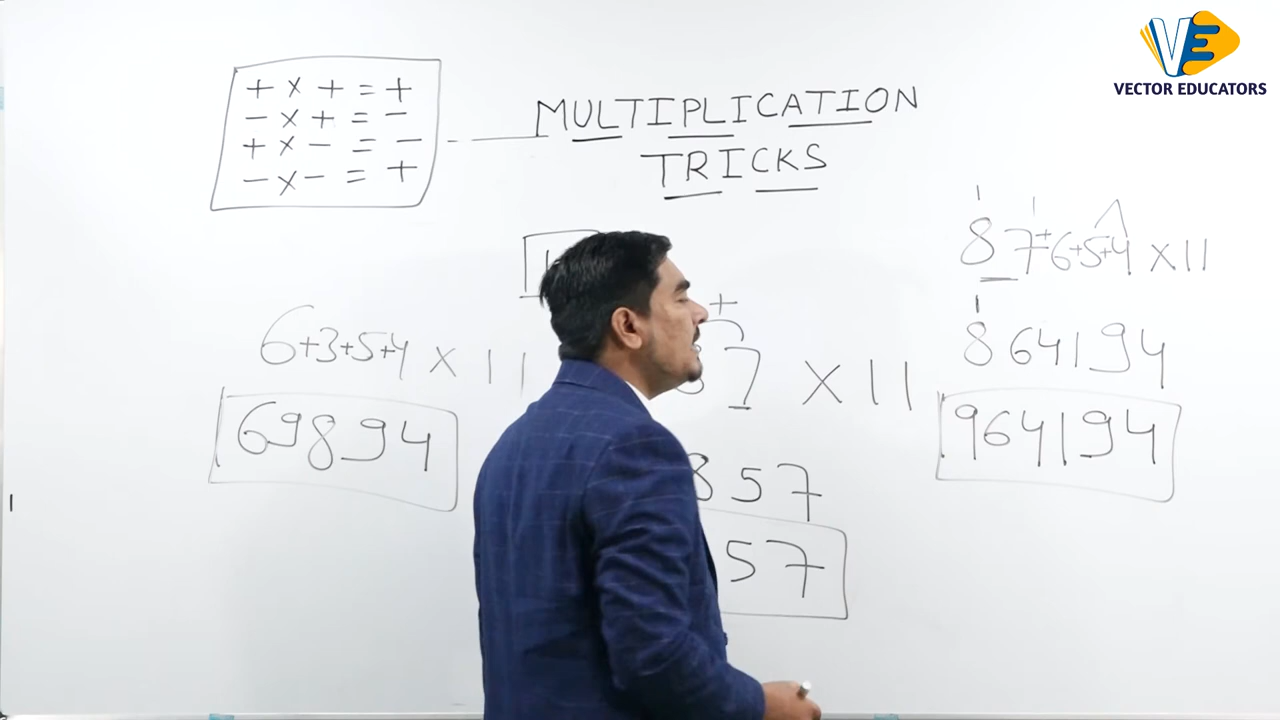 VECTOR EDUCATORS
+ × + = +
- × + = -
+ × - = -
- × - = +
MULTIPLICATION
TRICKS
87+6+5+4 × 11
864194
964194
6+3+5+4 × 11
69894
7 × 11
857
57